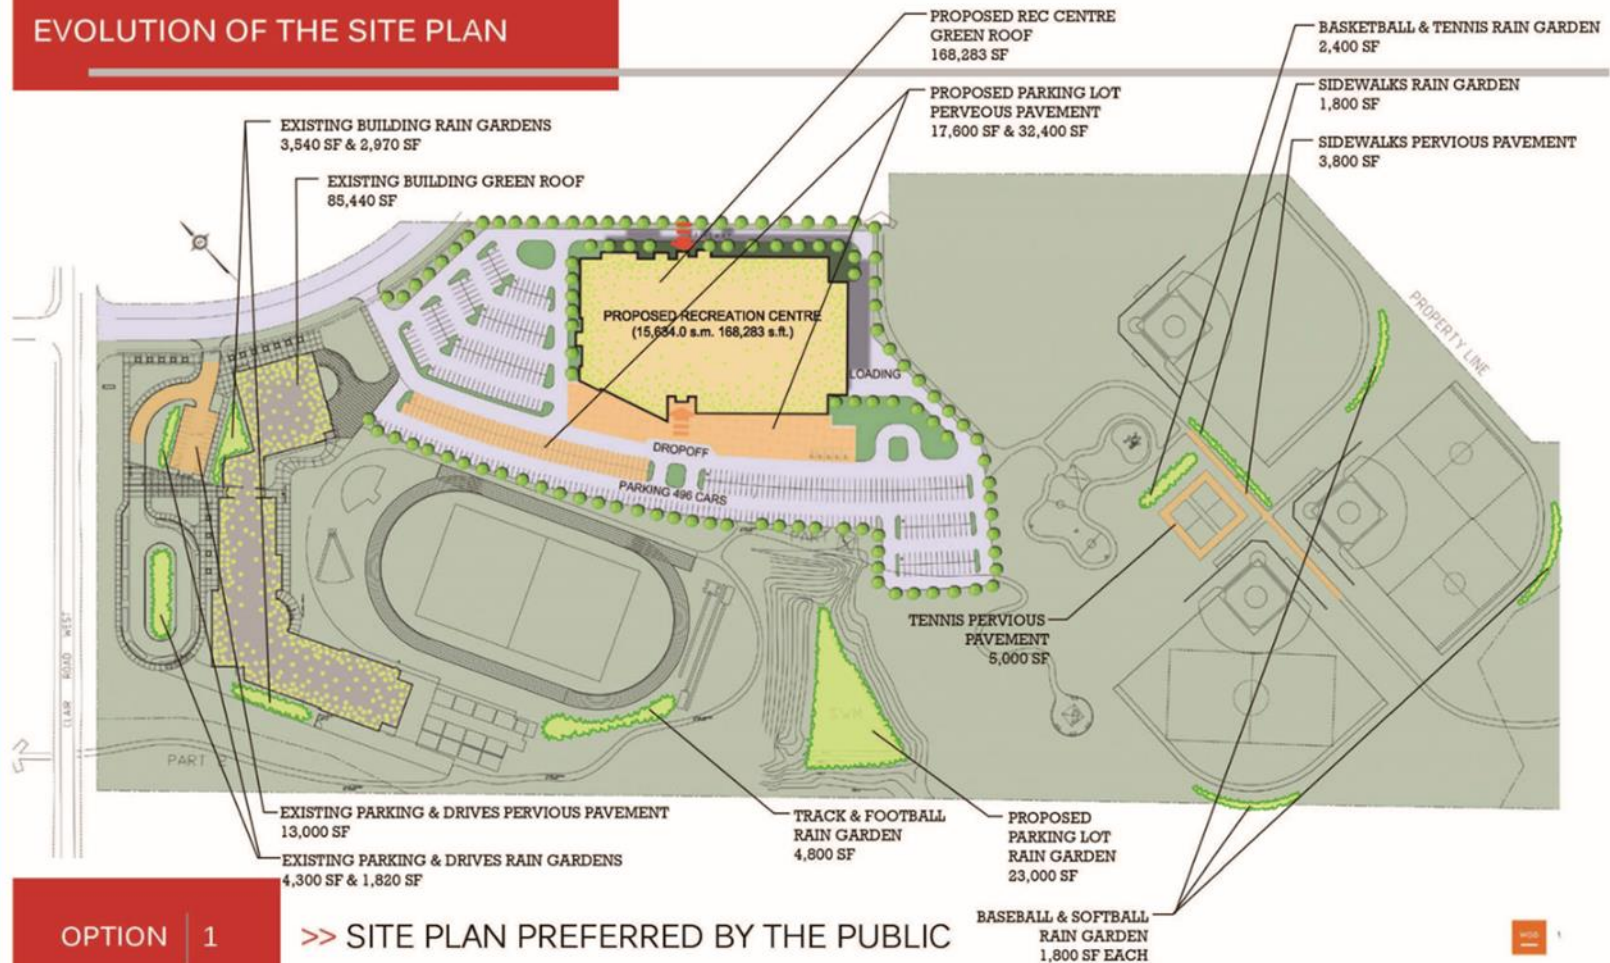 EVOLUTION OF THE SITE PLAN
PROPOSED REC CENTRE
GREEN ROOF
168,283 SF
BASKETBALL & TENNIS RAIN GARDEN
2,400 SF
SIDEWALKS RAIN GARDEN
1,800 SF
SIDEWALKS PERVIOUS PAVEMENT
3,800 SF
PROPOSED PARKING LOT
PERVEOUS PAVEMENT
17,600 SF & 32,400 SF
EXISTING BUILDING RAIN GARDENS
3,540 SF & 2,970 SF
EXISTING BUILDING GREEN ROOF
85,440 SF
PROPOSED RECREATION CENTRE
(15,634.0 s.m. 168,283 s.ft.)
LOADING
PROPERTY LINE
DROPOFF
PARKING 496 CARS
PART
TENNIS PERVIOUS
PAVEMENT
5,000 SF
CLAIR ROAD WEST
SWM
PART 2
EXISTING PARKING & DRIVES PERVIOUS PAVEMENT
13,000 SF
EXISTING PARKING & DRIVES RAIN GARDENS
4,300 SF & 1,820 SF
TRACK & FOOTBALL
RAIN GARDEN
4,800 SF
PROPOSED
PARKING LOT
RAIN GARDEN
23,000 SF
BASEBALL & SOFTBALL
RAIN GARDEN
1,800 SF EACH
OPTION 1
>> SITE PLAN PREFERRED BY THE PUBLIC